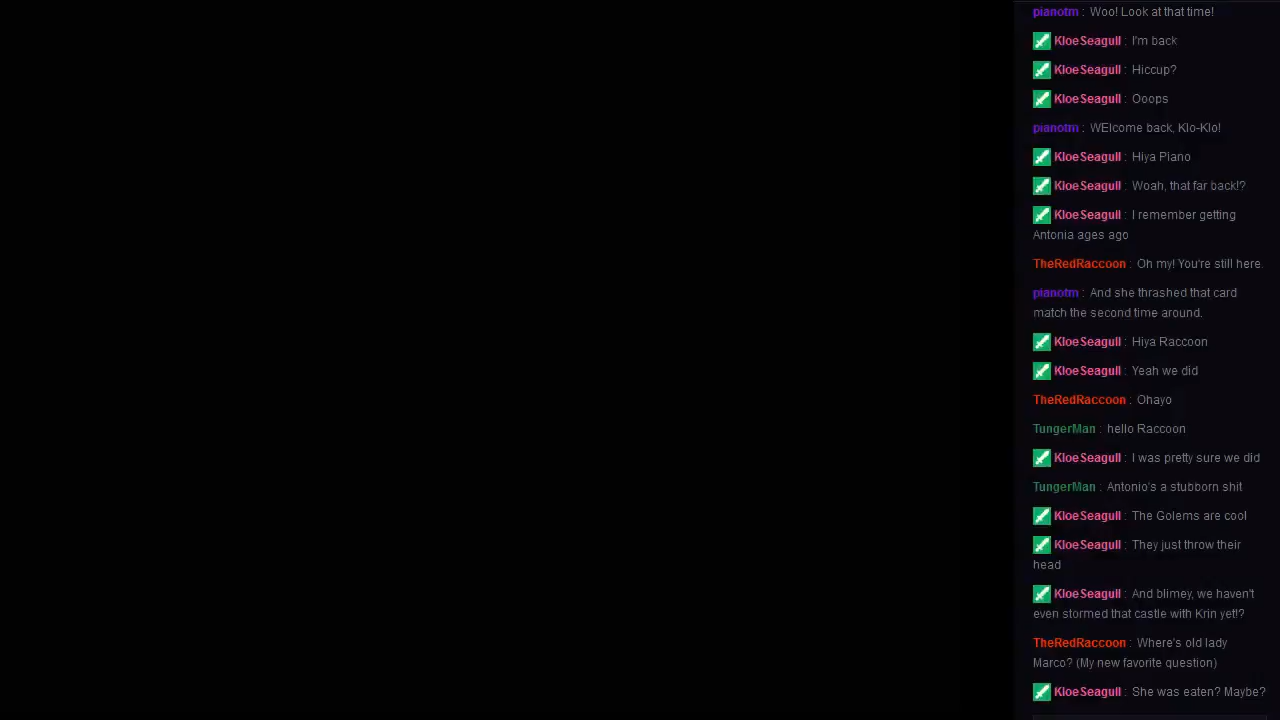 pianotm : Woo! Look at that time!
KloeSeagull : I'm back
KloeSeagull : Hiccup?
KloeSeagull : Ooops
pianotm : WElcome back, Klo-Klo!
KloeSeagull : Hiya Piano
KloeSeagull : Woah, that far back!?
KloeSeagull : I remember getting
Antonia ages ago
TheRedRaccoon : Oh my! You're still here.
pianotm : And she thrashed that card
match the second time around.
KloeSeagull : Hiya Raccoon
KloeSeagull : Yeah we did
TheRedRaccoon : Ohayo
TungerMan : hello Raccoon
KloeSeagull : I was pretty sure we did
TungerMan : Antonio's a stubborn shit
KloeSeagull : The Golems are cool
KloeSeagull : They just throw their
head
KloeSeagull : And blimey, we haven't
even stormed that castle with Krin yet!?
TheRedRaccoon : Where's old lady
Marco? (My new favorite question)
KloeSeagull : She was eaten? Maybe?